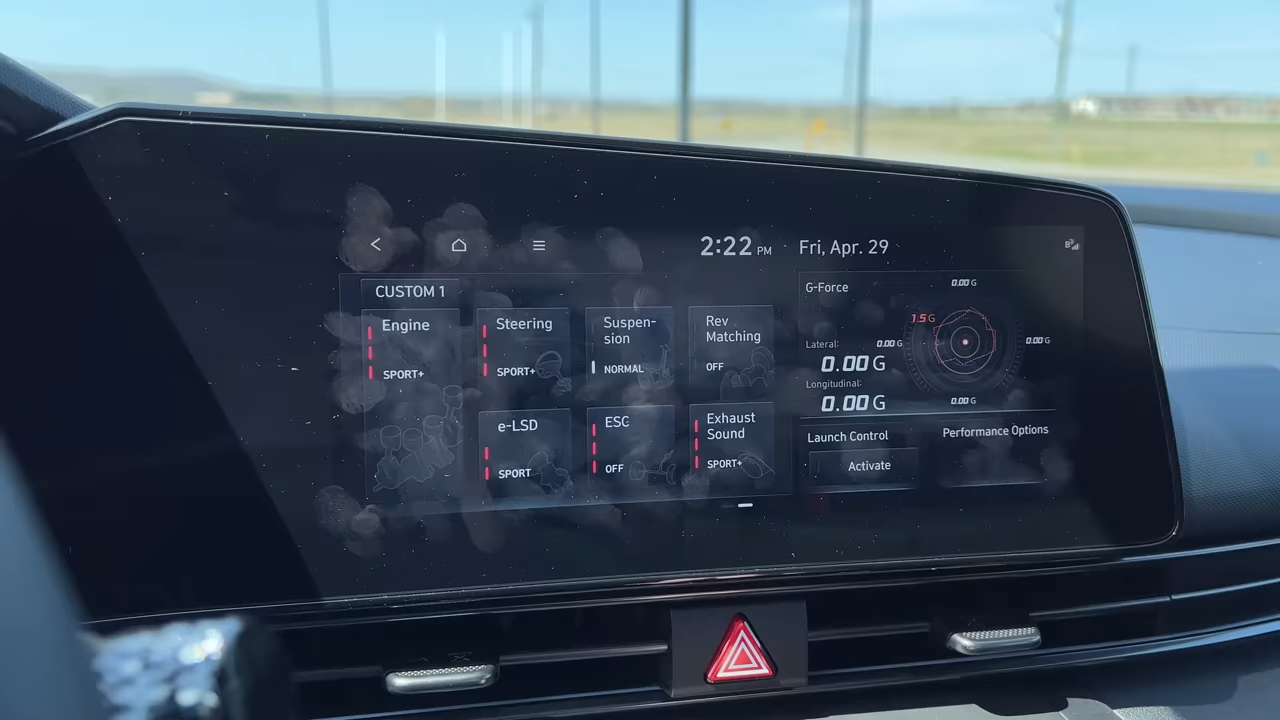 2:22 PM · Fri, Apr. 29
CUSTOM 1
Engine
SPORT+
Steering
SPORT+
Suspen-
sion
NORMAL
Rev
Matching
OFF
e-LSD
SPORT
ESC
OFF
Exhaust
Sound
SPORT+
G-Force
0.00 G
1.5 G
Lateral:
0.00 G
0.00 G
0.00 G
Longitudinal:
0.00 G
0.00 G
Launch Control
Activate
Performance Options